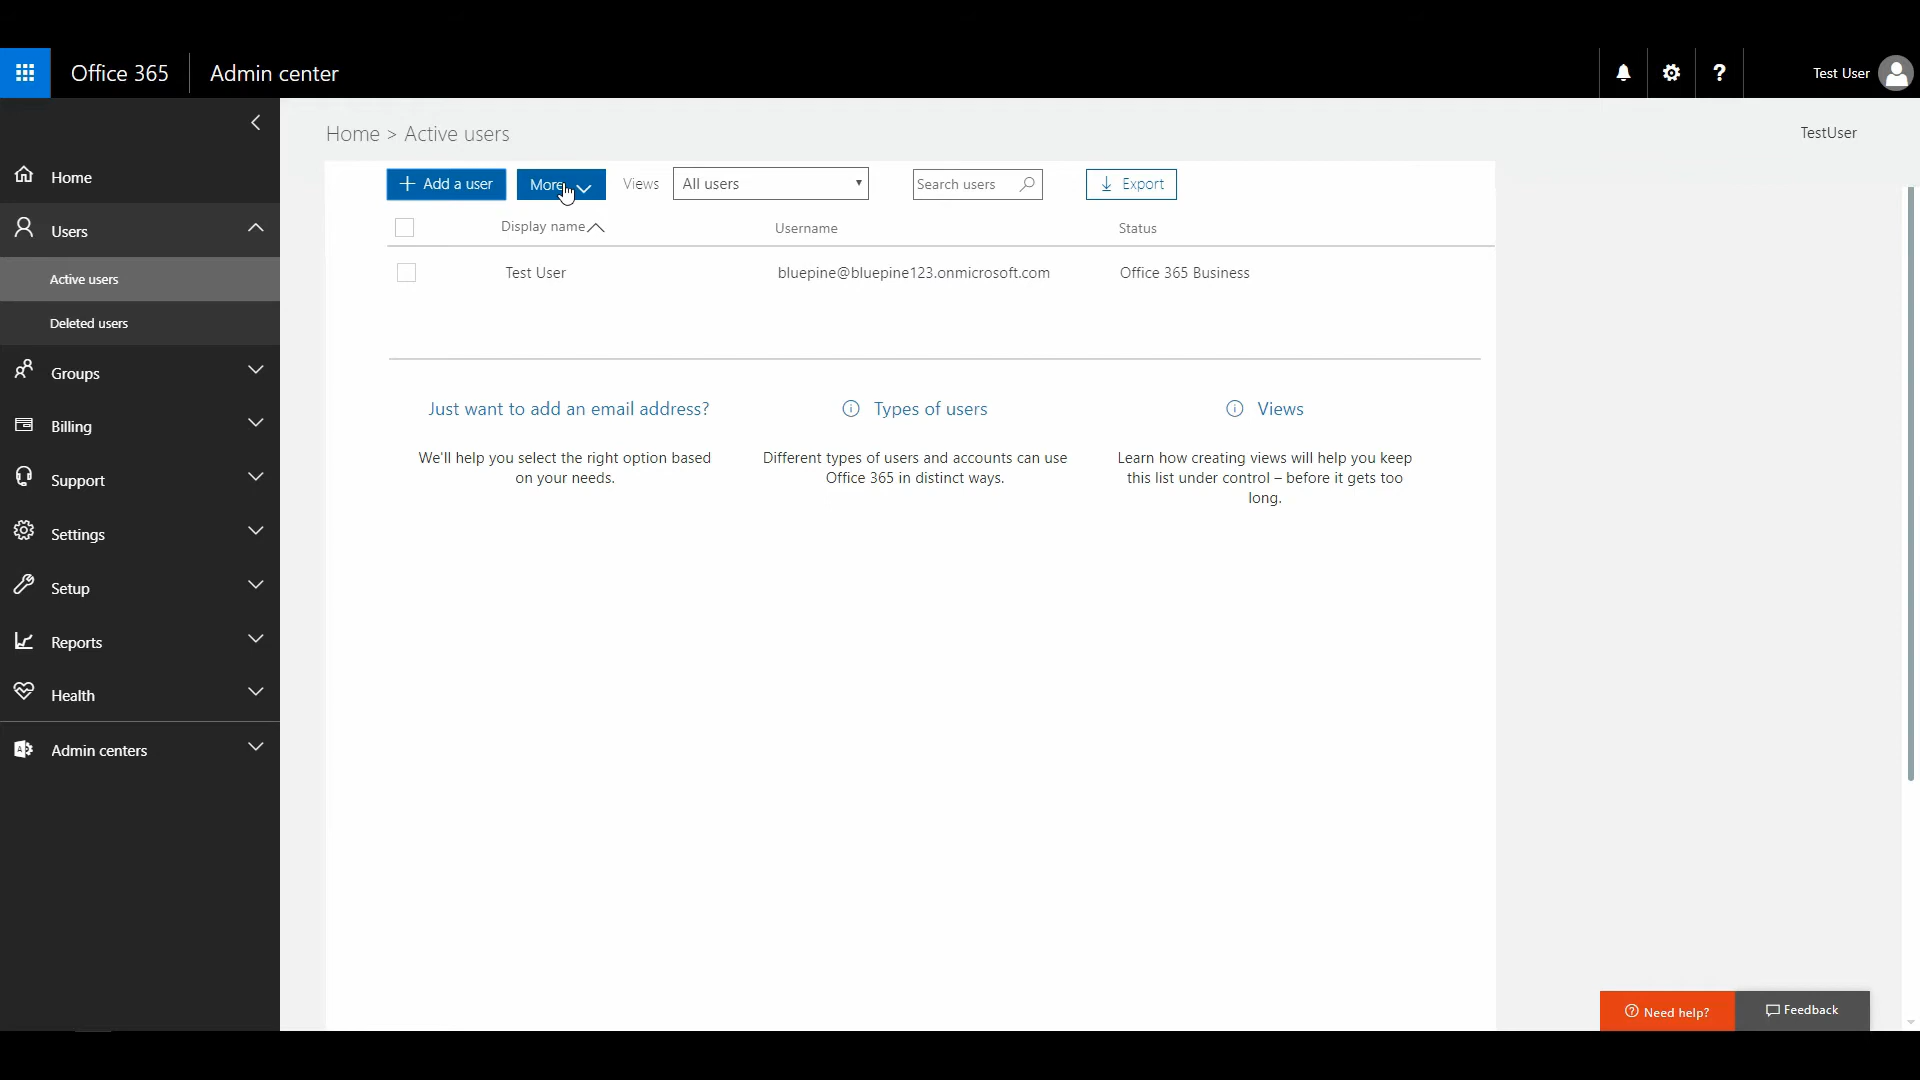 Office 365
Admin center
?
Test User
Home > Active users
TestUser
Home
Users
Active users
Deleted users
Groups
Billing
Support
Settings
Setup
Reports
Health
Admin centers
+ Add a user
More
Views
All users
Search users
Export
Display name
Username
Status
Test User
bluepine@bluepine123.onmicrosoft.com
Office 365 Business
Just want to add an email address?
We'll help you select the right option based
on your needs.
Types of users
Different types of users and accounts can use
Office 365 in distinct ways.
Views
Learn how creating views will help you keep
this list under control – before it gets too
long.
Need help?
Feedback